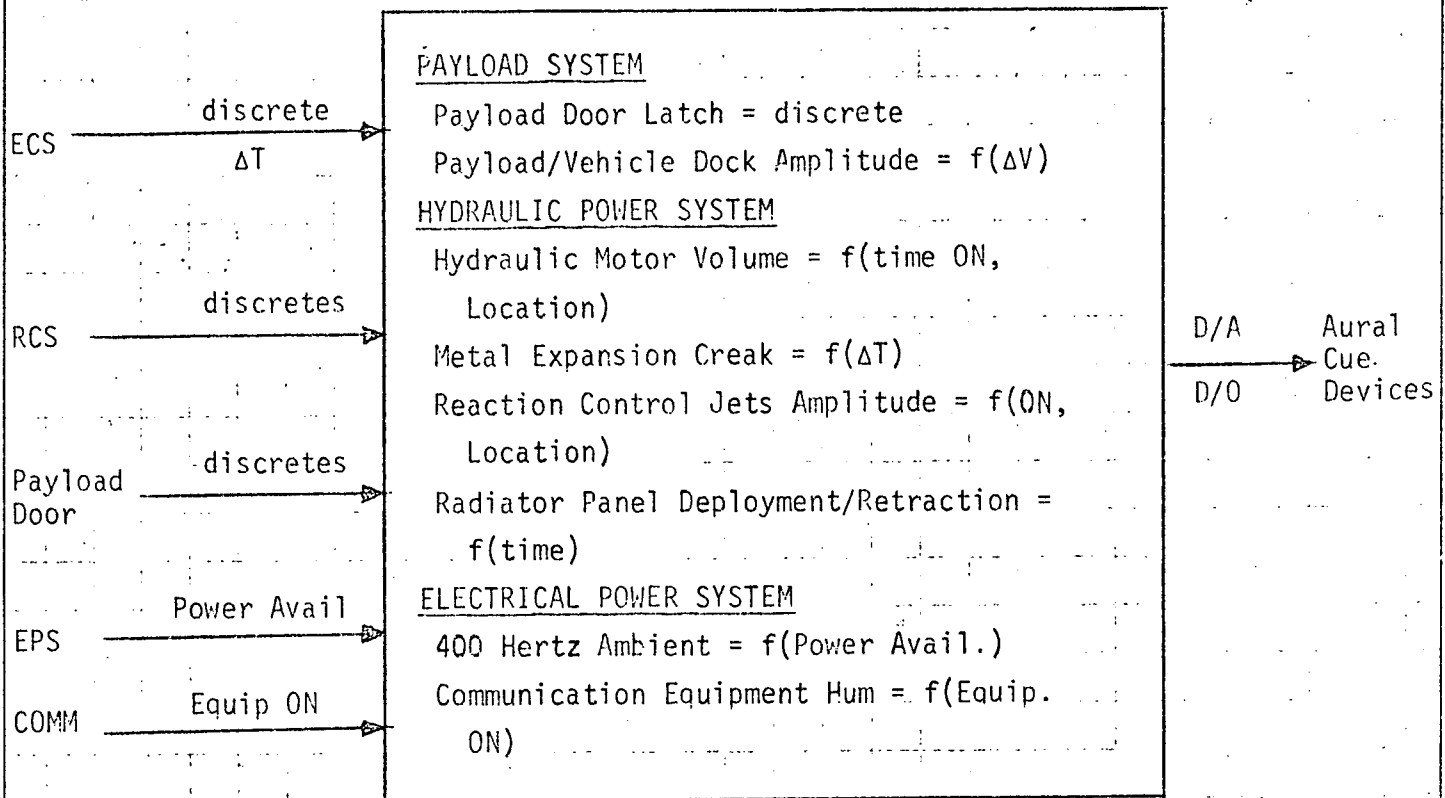 ECS
discrete
ΔT
RCS
discretes
Payload
Door
discretes
EPS
Power Avail
COMM
Equip ON
PAYLOAD SYSTEM
Payload Door Latch = discrete
Payload/Vehicle Dock Amplitude = f(ΔV)
HYDRAULIC POWER SYSTEM
Hydraulic Motor Volume = f(time ON,
Location)
Metal Expansion Creak = f(ΔT)
Reaction Control Jets Amplitude = f(ON,
Location)
Radiator Panel Deployment/Retraction =
f(time)
ELECTRICAL POWER SYSTEM
400 Hertz Ambient = f(Power Avail.)
Communication Equipment Hum = f(Equip.
ON)
D/A
D/O
Aural
Cue
Devices